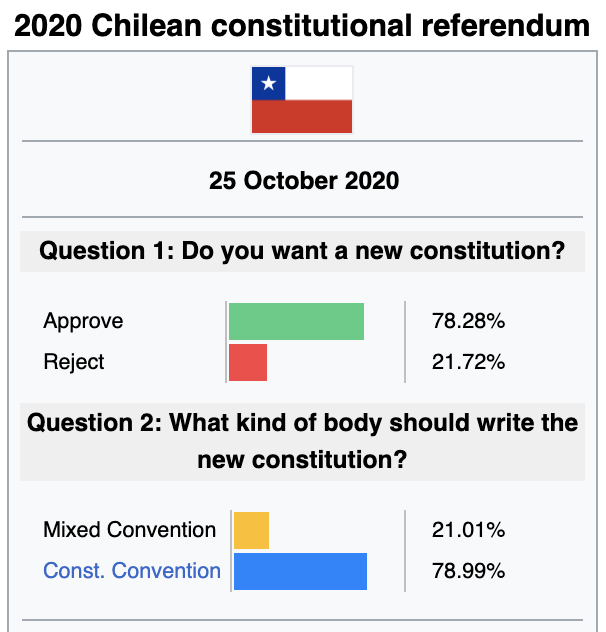 2020 Chilean constitutional referendum
25 October 2020
Question 1: Do you want a new constitution?
Approve 78.28%
Reject 21.72%
Question 2: What kind of body should write the
new constitution?
Mixed Convention 21.01%
Const. Convention 78.99%